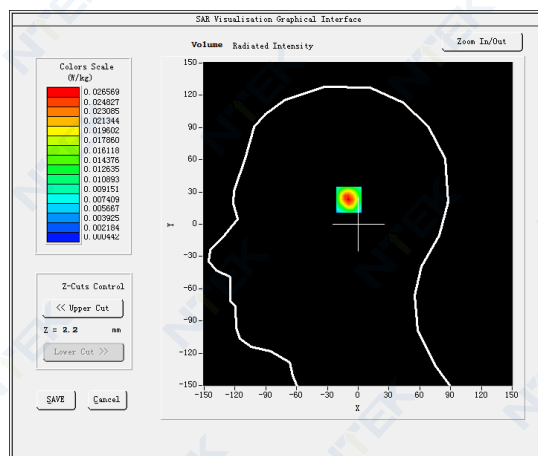 SAR Visualisation Graphical Interface
Volume Radiated Intensity
Zoom In/Out
Colors Scale
(W/kg)
0.026569
0.024827
0.023085
0.021344
0.019602
0.017860
0.016118
0.014376
0.012635
0.010893
0.009151
0.007409
0.005667
0.003925
0.002184
0.000442
Z-Cuts Control
<< Upper Cut
Z = 2.2 mm
Lower Cut >>
SAVE
Cancel
150
120
90
60
30
0
-30
-60
-90
-120
-150
Y
-150 -120 -90 -60 -30 0 30 60 90 120 150
X
NTEK